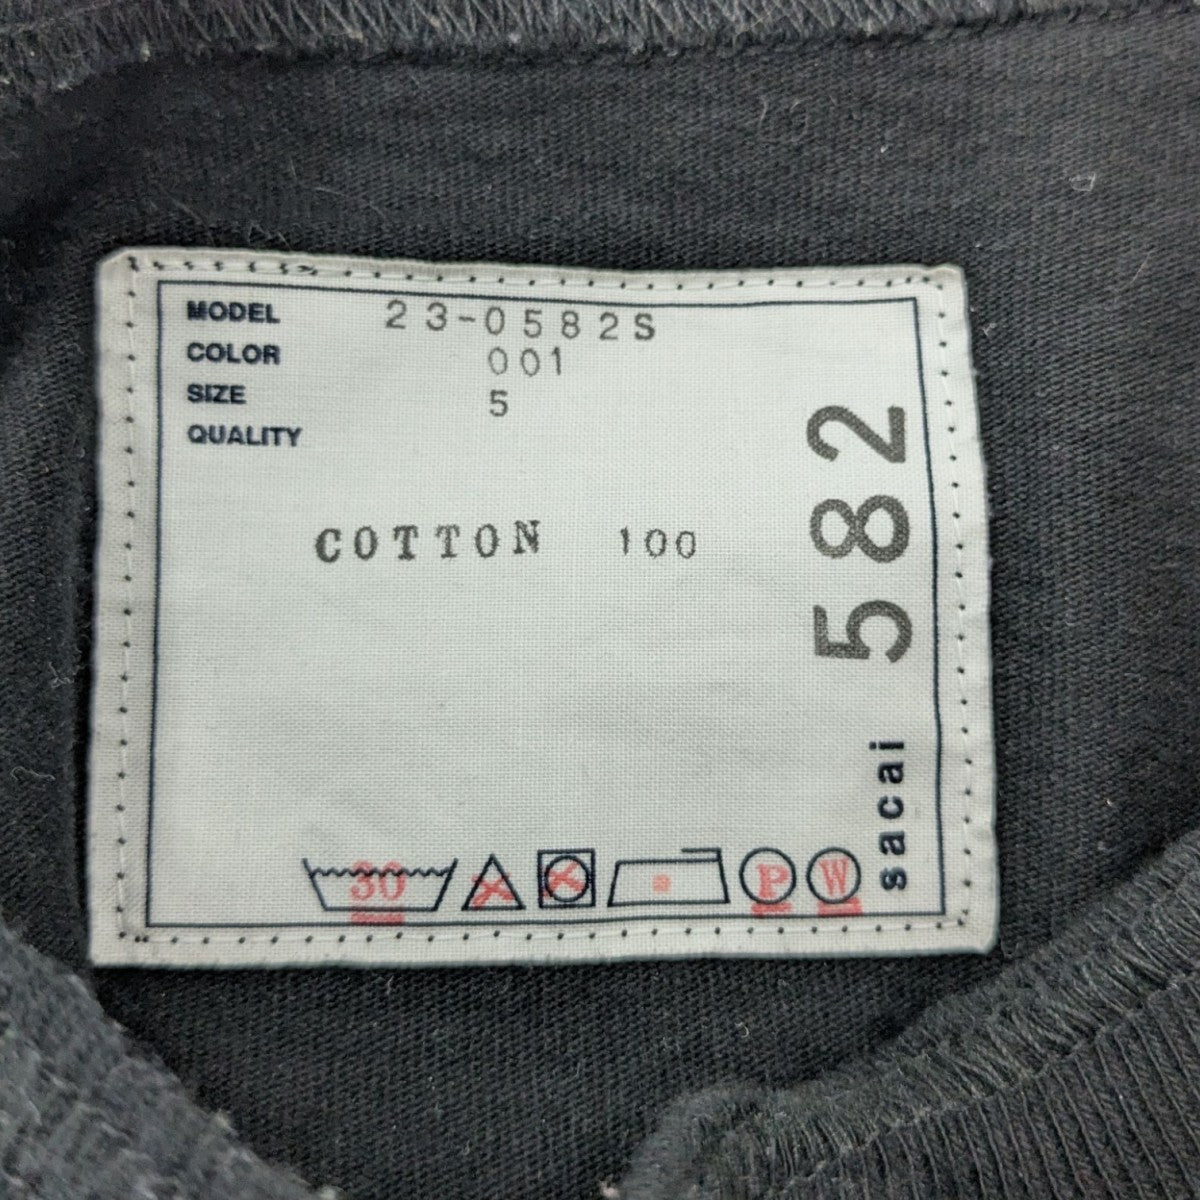 MODEL 23-0582S
COLOR 001
SIZE 5
QUALITY
COTTON 100
582
sacai
30
P
W